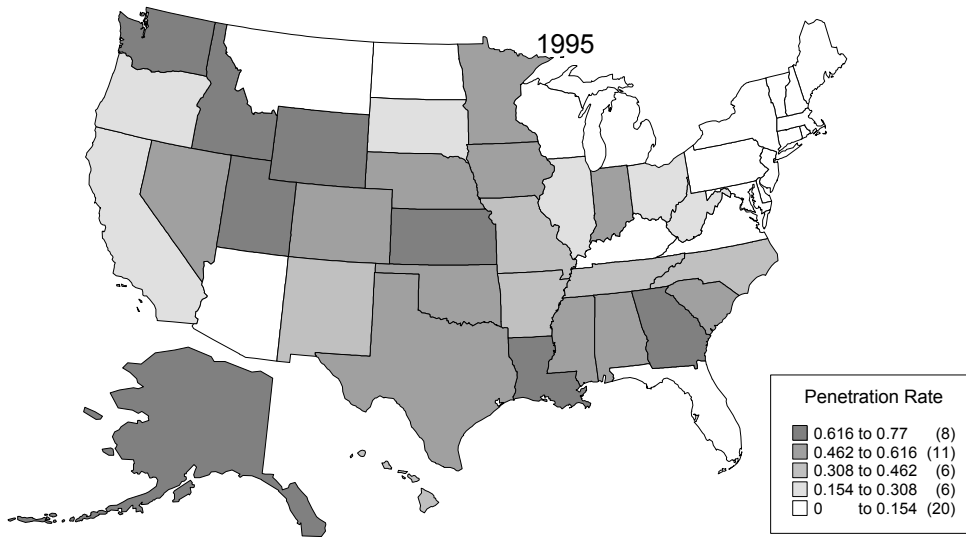 1995
Penetration Rate
0.616 to 0.77 (8)
0.462 to 0.616 (11)
0.308 to 0.462 (6)
0.154 to 0.308 (6)
0 to 0.154 (20)